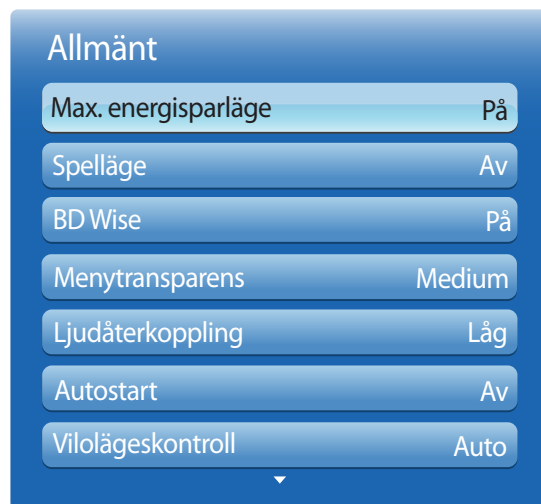 Allmänt
Max. energisparläge På
Spelläge Av
BD Wise På
Menytransparens Medium
Ljudåterkoppling Låg
Autostart Av
Vilolägeskontroll Auto